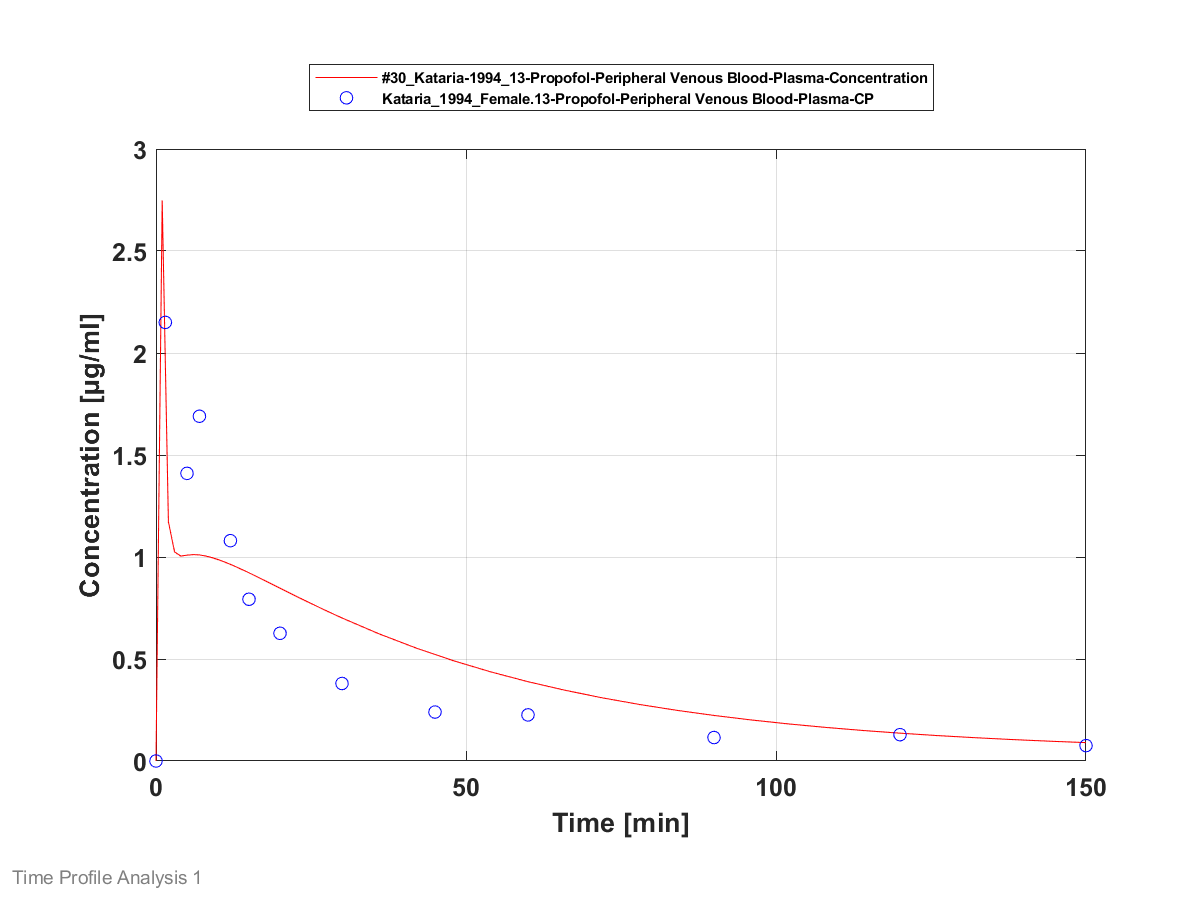 #30_Kataria-1994_13-Propofol-Peripheral Venous Blood-Plasma-Concentration
Kataria_1994_Female.13-Propofol-Peripheral Venous Blood-Plasma-CP
3
2.5
2
1.5
1
0.5
0
0 50 100 150
Concentration [µg/ml]
Time [min]
Time Profile Analysis 1